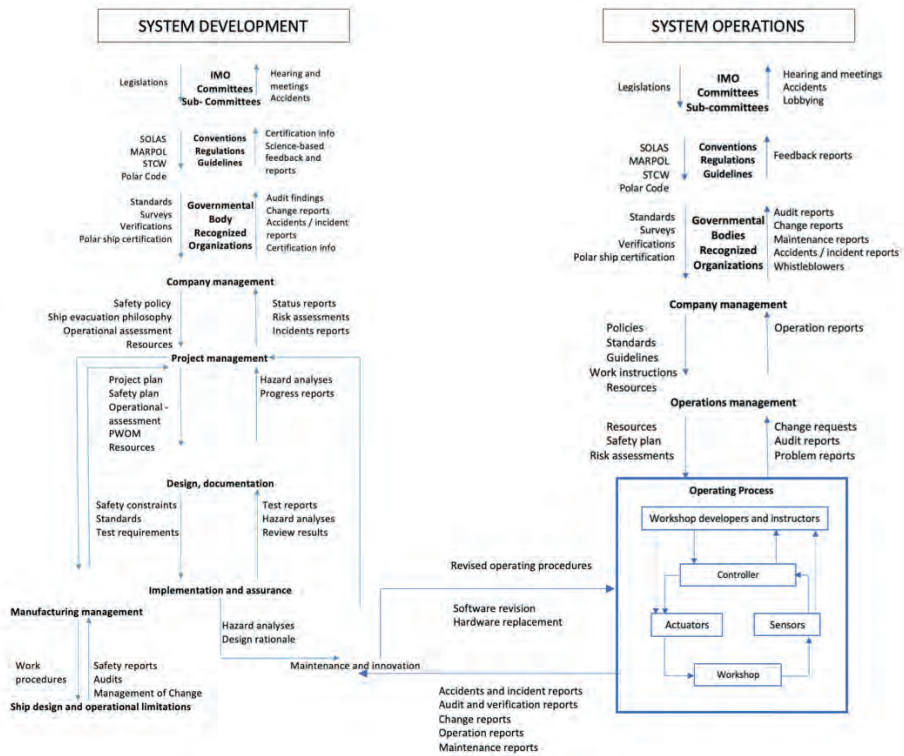 SYSTEM DEVELOPMENT
Legislations
IMO
Committees
Sub- Committees
Hearing and
meetings
Accidents
SOLAS
MARPOL
STCW
Polar Code
Conventions
Regulations
Guidelines
Certification info
Science-based
feedback and
reports
Standards
Surveys
Verifications
Polar ship certification
Governmental
Body
Recognized
Organizations
Audit findings
Change reports
Accidents / incident
reports
Certification info
Company management
Safety policy
Ship evacuation philosophy
Operational assessment
Resources
Status reports
Risk assessments
Incidents reports
Project management
Project plan
Safety plan
Operational -
assessment
PWOM
Resources
Hazard analyses
Progress reports
Design, documentation
Safety constraints
Standards
Test requirements
Test reports
Hazard analyses
Review results
Implementation and assurance
Manufacturing management
Hazard analyses
Design rationale
Work
procedures
Safety reports
Audits
Management of Change
Ship design and operational limitations
Maintenance and innovation
Revised operating procedures
Software revision
Hardware replacement
Accidents and incident reports
Audit and verification reports
Change reports
Operation reports
Maintenance reports
SYSTEM OPERATIONS
Legislations
IMO
Committees
Sub-committees
Hearing and meetings
Accidents
Lobbying
SOLAS
MARPOL
STCW
Polar Code
Conventions
Regulations
Guidelines
Feedback reports
Standards
Surveys
Verifications
Polar ship certification
Governmental
Bodies
Recognized
Organizations
Audit reports
Change reports
Maintenance reports
Accidents / incident reports
Whistleblowers
Company management
Policies
Standards
Guidelines
Work instructions
Resources
Operation reports
Operations management
Resources
Safety plan
Risk assessments
Change requests
Audit reports
Problem reports
Operating Process
Workshop developers and instructors
Controller
Actuators
Sensors
Workshop